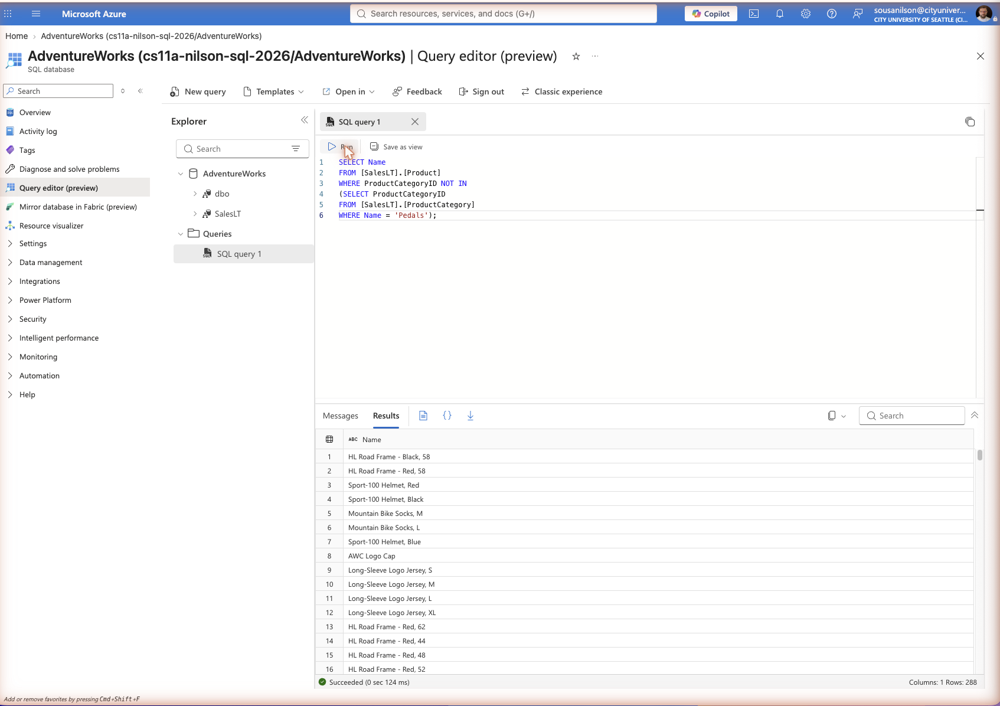 Microsoft Azure
Search resources, services, and docs (G+/)
Copilot
sousanilson@cityuniver...
CITY UNIVERSITY OF SEATTLE (CI...
Home › AdventureWorks (cs11a-nilson-sql-2026/AdventureWorks)
AdventureWorks (cs11a-nilson-sql-2026/AdventureWorks) | Query editor (preview)
SQL database
Search
Overview
Activity log
Tags
Diagnose and solve problems
Query editor (preview)
Mirror database in Fabric (preview)
Resource visualizer
Settings
Data management
Integrations
Power Platform
Security
Intelligent performance
Monitoring
Automation
Help
New query
Templates
Open in
Feedback
Sign out
Classic experience
Explorer
Search
AdventureWorks
dbo
SalesLT
Queries
SQL query 1
SQL query 1
Run
Save as view
1 SELECT Name
2 FROM [SalesLT].[Product]
3 WHERE ProductCategoryID NOT IN
4 (SELECT ProductCategoryID
5 FROM [SalesLT].[ProductCategory]
6 WHERE Name = 'Pedals');
Messages
Results
Search
ABC Name
1 HL Road Frame - Black, 58
2 HL Road Frame - Red, 58
3 Sport-100 Helmet, Red
4 Sport-100 Helmet, Black
5 Mountain Bike Socks, M
6 Mountain Bike Socks, L
7 Sport-100 Helmet, Blue
8 AWC Logo Cap
9 Long-Sleeve Logo Jersey, S
10 Long-Sleeve Logo Jersey, M
11 Long-Sleeve Logo Jersey, L
12 Long-Sleeve Logo Jersey, XL
13 HL Road Frame - Red, 62
14 HL Road Frame - Red, 44
15 HL Road Frame - Red, 48
16 HL Road Frame - Red, 52
Succeeded (0 sec 124 ms)
Columns: 1 Rows: 288
Add or remove favorites by pressing Cmd+Shift+F